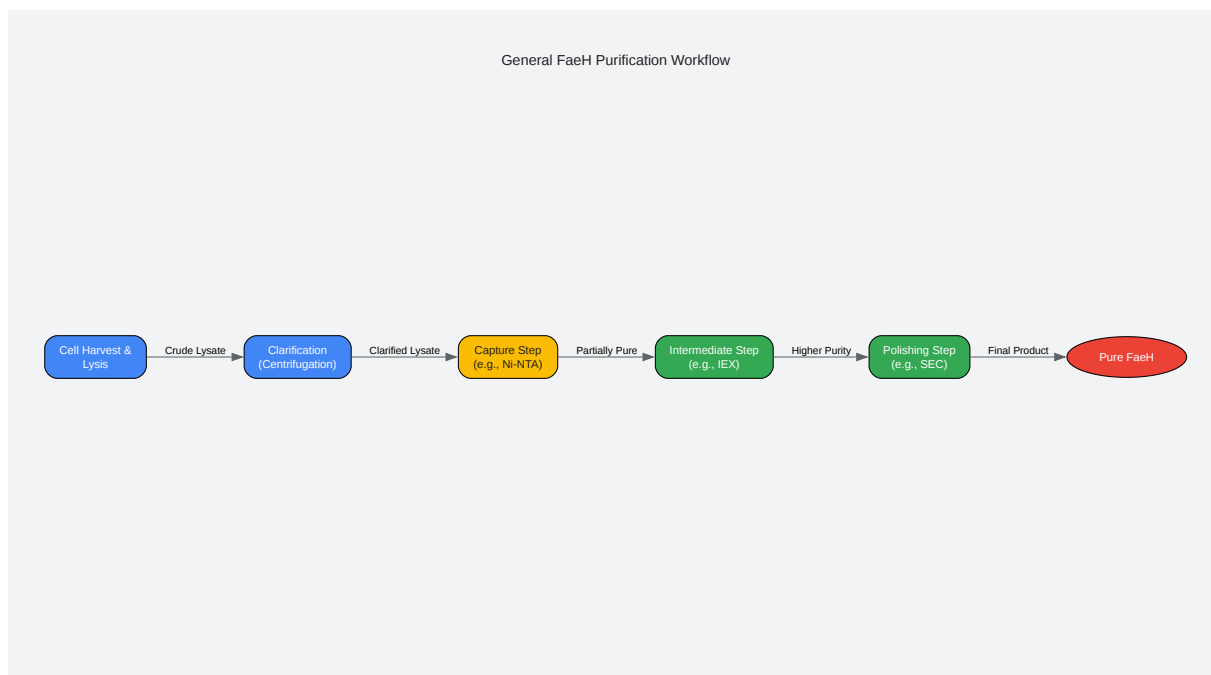 General FaeH Purification Workflow
Cell Harvest &
Lysis
Crude Lysate
Clarification
(Centrifugation)
Clarified Lysate
Capture Step
(e.g., Ni-NTA)
Partially Pure
Intermediate Step
(e.g., IEX)
Higher Purity
Polishing Step
(e.g., SEC)
Final Product
Pure FaeH